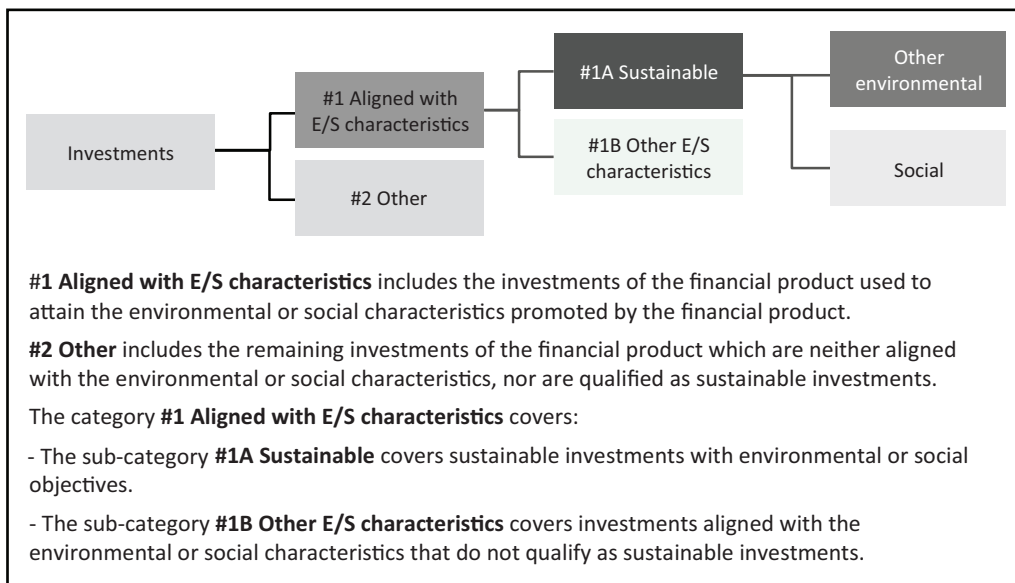 Investments
#1 Aligned with
E/S characteristics
#2 Other
#1A Sustainable
#1B Other E/S
characteristics
Other
environmental
Social
#1 Aligned with E/S characteristics includes the investments of the financial product used to
attain the environmental or social characteristics promoted by the financial product.
#2 Other includes the remaining investments of the financial product which are neither aligned
with the environmental or social characteristics, nor are qualified as sustainable investments.
The category #1 Aligned with E/S characteristics covers:
- The sub-category #1A Sustainable covers sustainable investments with environmental or social
objectives.
- The sub-category #1B Other E/S characteristics covers investments aligned with the
environmental or social characteristics that do not qualify as sustainable investments.